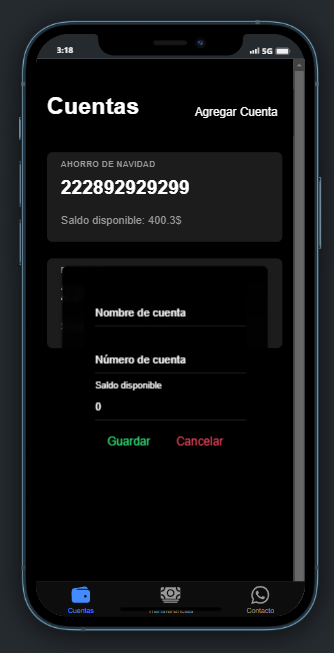 3:18
5G
Cuentas
Agregar Cuenta
AHORRO DE NAVIDAD
222892929299
Saldo disponible: 400.3$
Nombre de cuenta
Número de cuenta
Saldo disponible
0
Guardar
Cancelar
Cuentas
Contacto